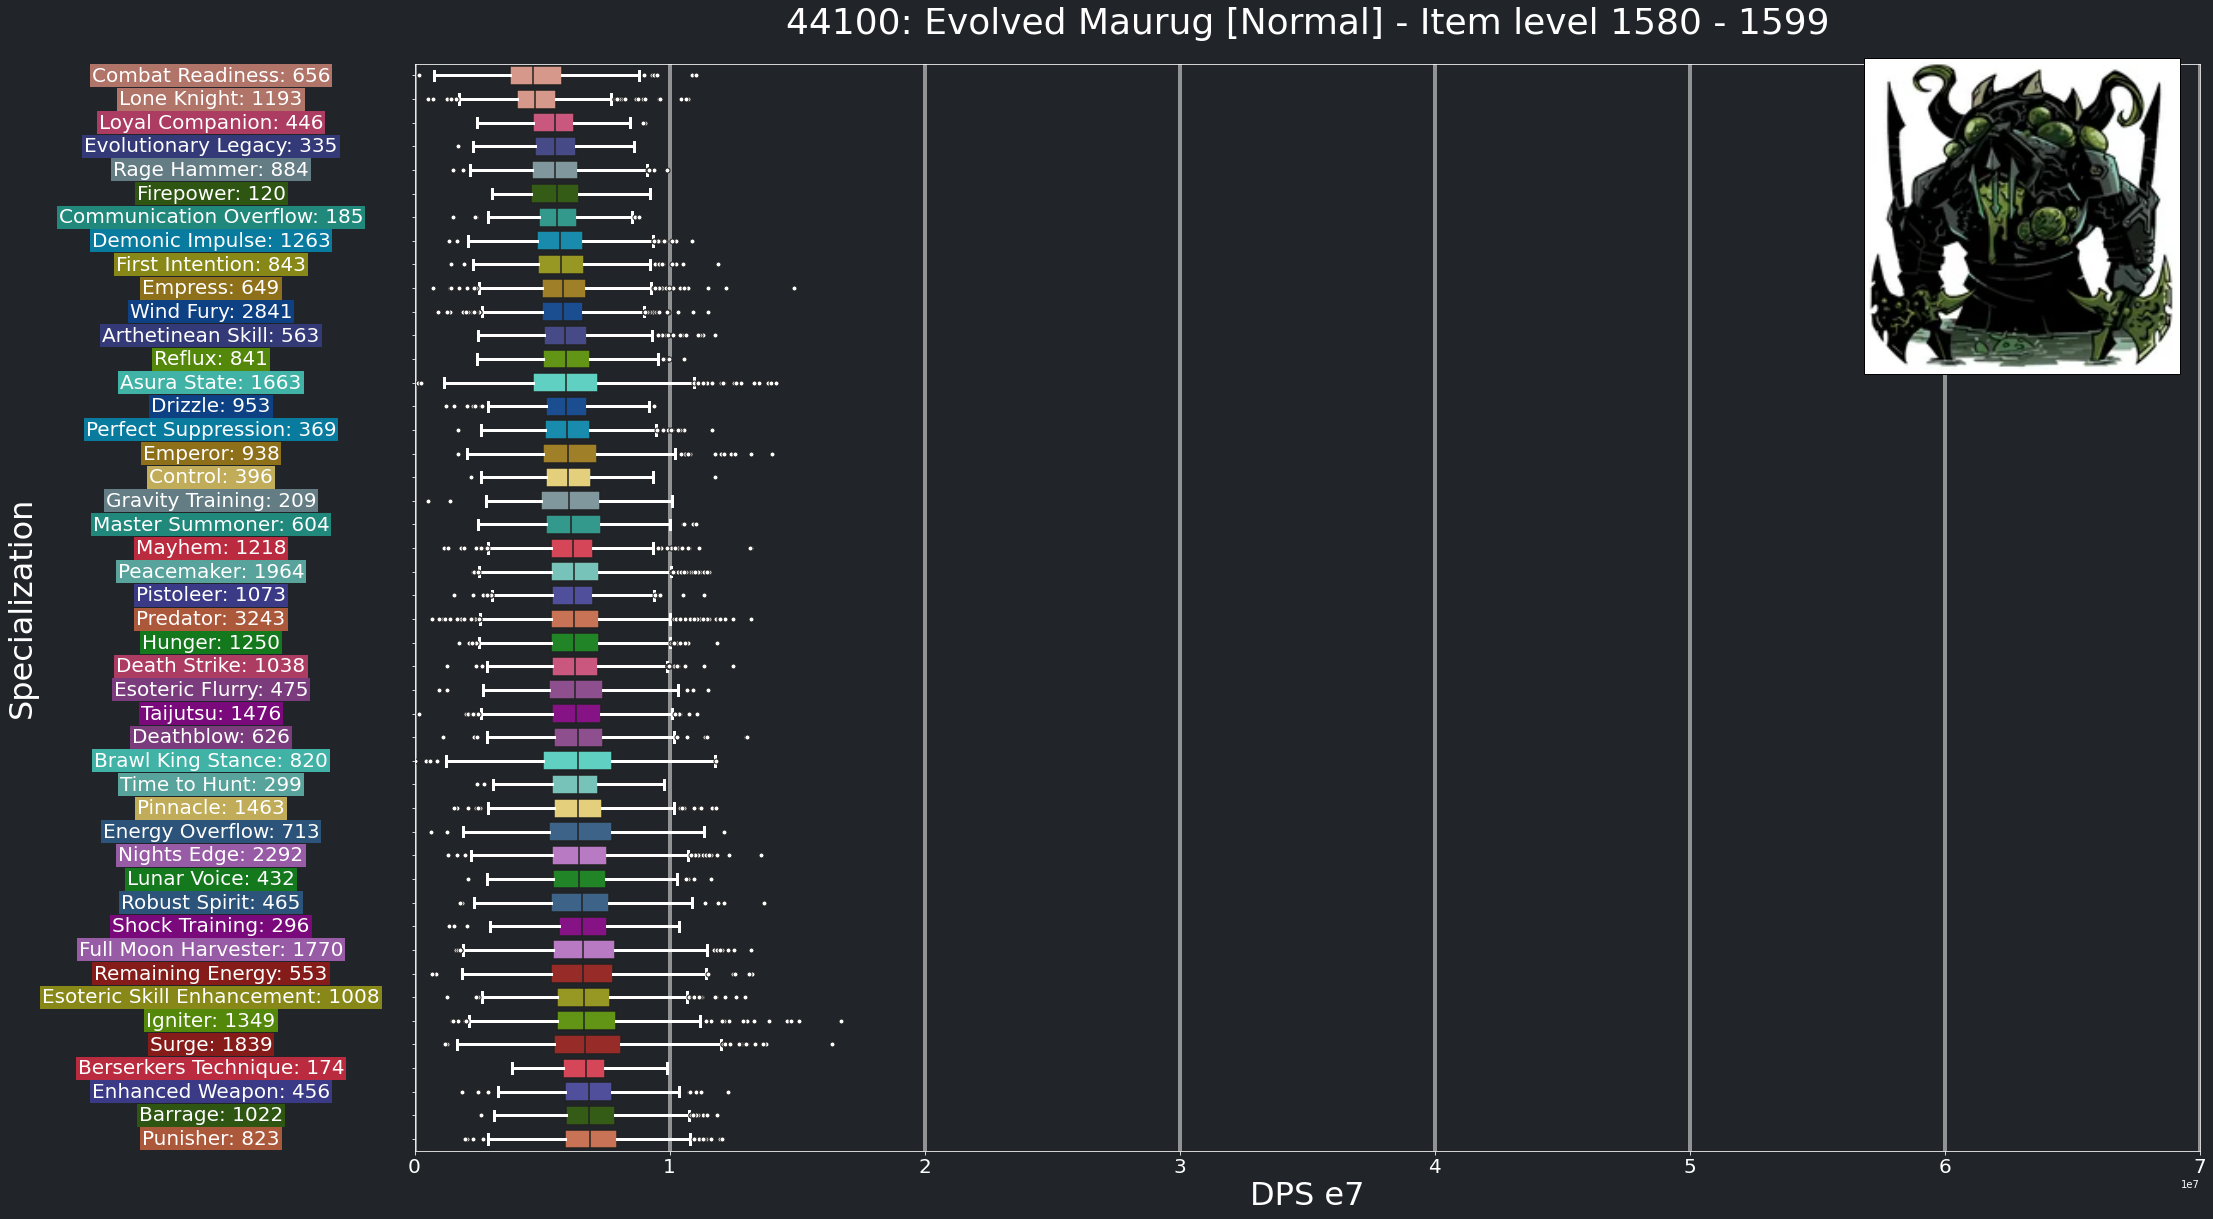 44100: Evolved Maurug [Normal] - Item level 1580 - 1599
Combat Readiness: 656
Lone Knight: 1193
Loyal Companion: 446
Evolutionary Legacy: 335
Rage Hammer: 884
Firepower: 120
Communication Overflow: 185
Demonic Impulse: 1263
First Intention: 843
Empress: 649
Wind Fury: 2841
Arthetinean Skill: 563
Reflux: 841
Asura State: 1663
Drizzle: 953
Perfect Suppression: 369
Emperor: 938
Control: 396
Gravity Training: 209
Master Summoner: 604
Mayhem: 1218
Peacemaker: 1964
Pistoleer: 1073
Predator: 3243
Hunger: 1250
Death Strike: 1038
Esoteric Flurry: 475
Taijutsu: 1476
Deathblow: 626
Brawl King Stance: 820
Time to Hunt: 299
Pinnacle: 1463
Energy Overflow: 713
Nights Edge: 2292
Lunar Voice: 432
Robust Spirit: 465
Shock Training: 296
Full Moon Harvester: 1770
Remaining Energy: 553
Esoteric Skill Enhancement: 1008
Igniter: 1349
Surge: 1839
Berserkers Technique: 174
Enhanced Weapon: 456
Barrage: 1022
Punisher: 823
Specialization
0 1 2 3 4 5 6 7
1e7
DPS e7